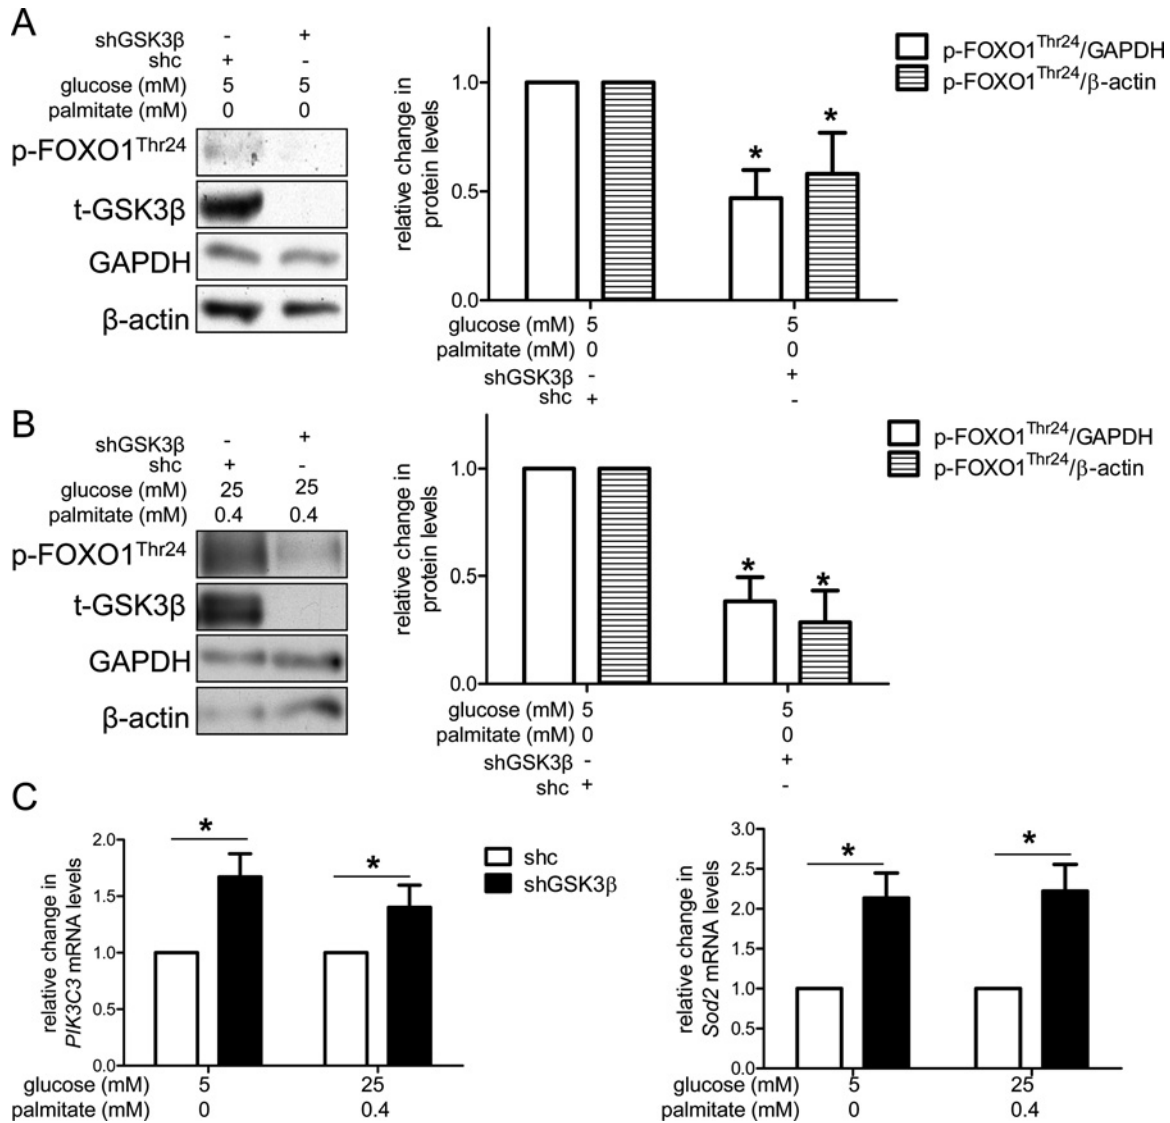 A
shGSK3β - +
shc + -
glucose (mM) 5 5
palmitate (mM) 0 0
p-FOXO1Thr24
t-GSK3β
GAPDH
β-actin
relative change in
protein levels
1.0
0.5
0.0
* *
glucose (mM) 5 5
palmitate (mM) 0 0
shGSK3β - +
shc + -
p-FOXO1Thr24/GAPDH
p-FOXO1Thr24/β-actin
B
shGSK3β - +
shc + -
glucose (mM) 25 25
palmitate (mM) 0.4 0.4
p-FOXO1Thr24
t-GSK3β
GAPDH
β-actin
relative change in
protein levels
1.0
0.5
0.0
* *
glucose (mM) 5 5
palmitate (mM) 0 0
shGSK3β - +
shc + -
p-FOXO1Thr24/GAPDH
p-FOXO1Thr24/β-actin
C
relative change in
PIK3C3 mRNA levels
2.0
1.5
1.0
0.5
0.0
* *
glucose (mM) 5 25
palmitate (mM) 0 0.4
shc
shGSK3β
relative change in
Sod2 mRNA levels
3.0
2.5
2.0
1.5
1.0
0.5
0.0
* *
glucose (mM) 5 25
palmitate (mM) 0 0.4